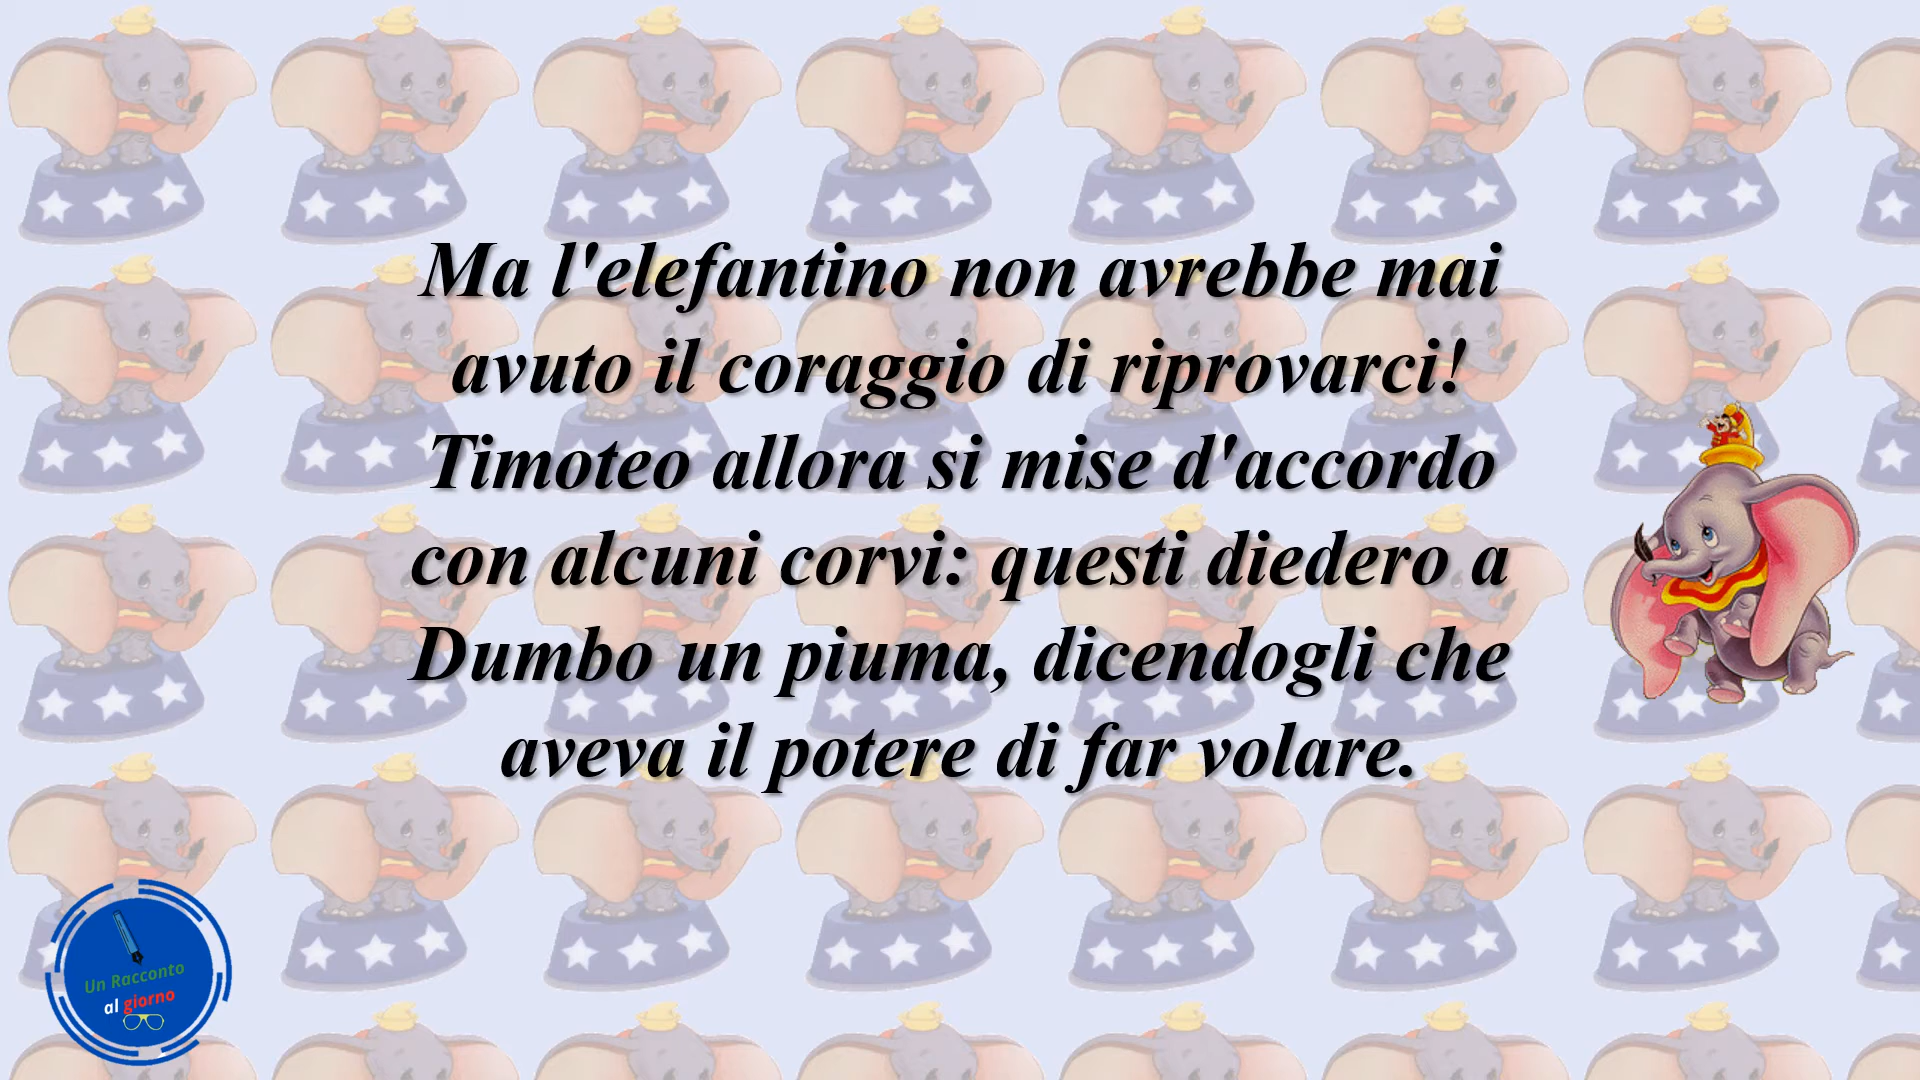 Ma l'elefantino non avrebbe mai
avuto il coraggio di riprovarci!
Timoteo allora si mise d'accordo
con alcuni corvi: questi diedero a
Dumbo un piuma, dicendogli che
aveva il potere di far volare.
Un Racconto
al giorno